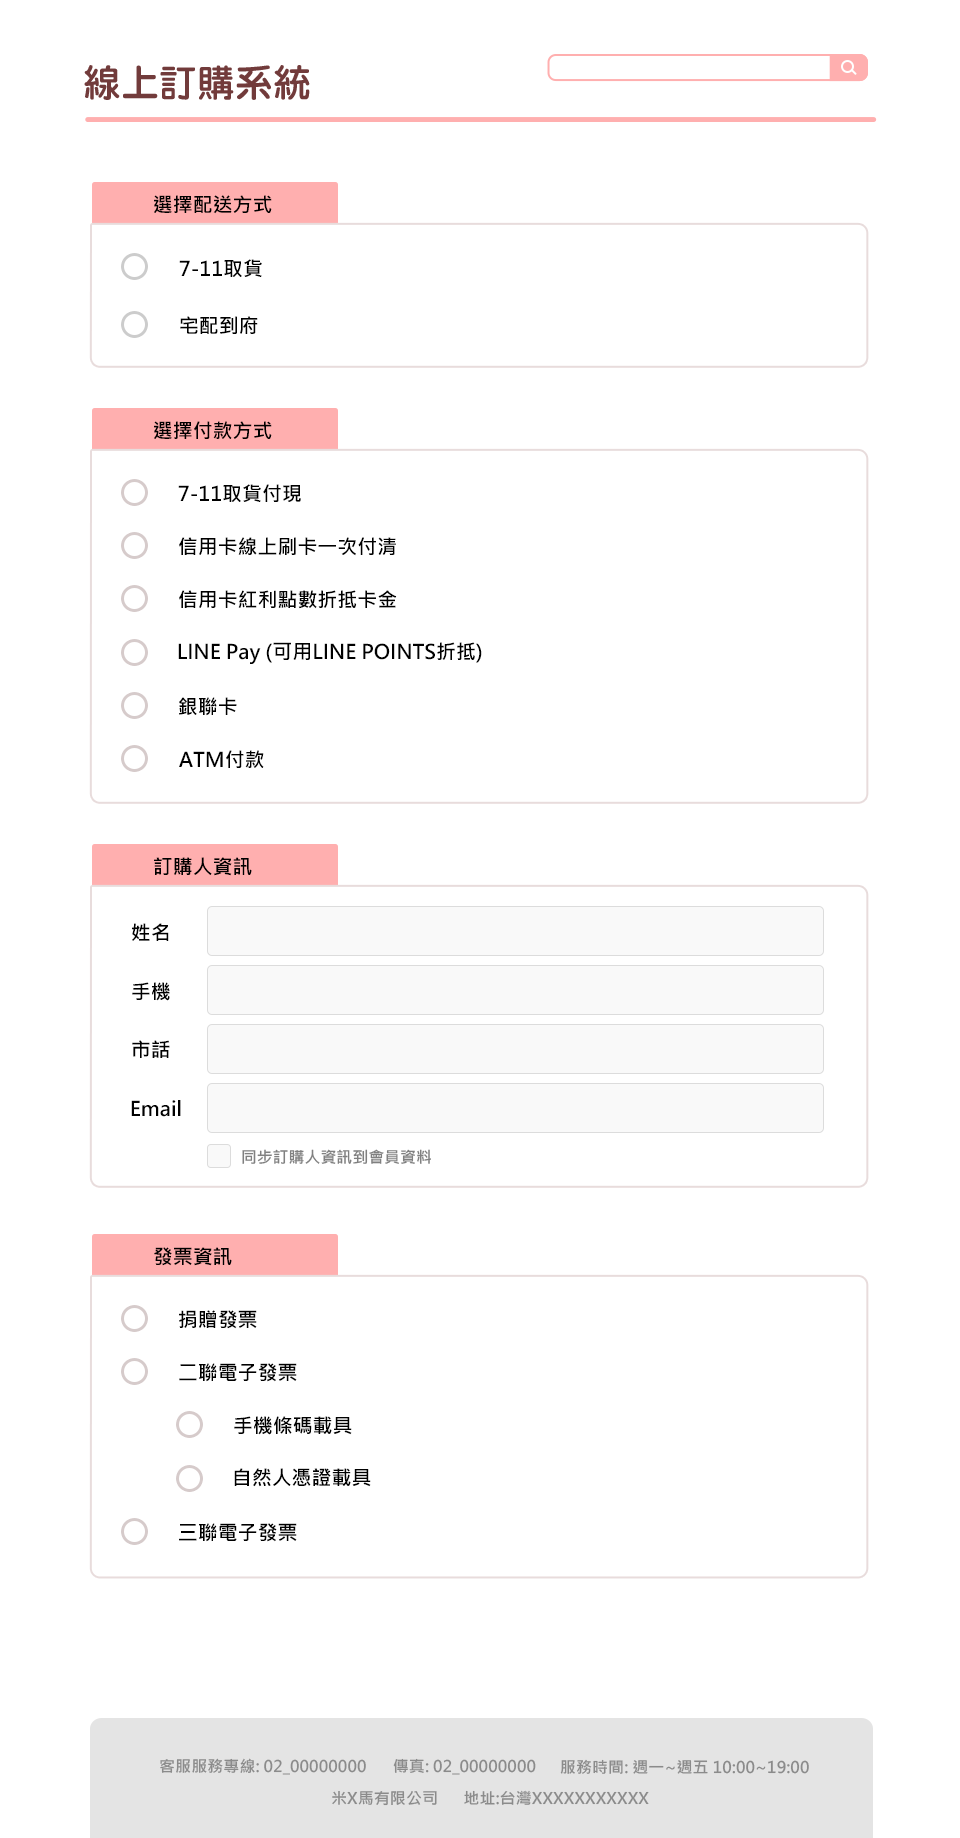 線上訂購系統
選擇配送方式
7-11取貨
宅配到府
選擇付款方式
7-11取貨付現
信用卡線上刷卡一次付清
信用卡紅利點數折抵卡金
LINE Pay (可用LINE POINTS折抵)
銀聯卡
ATM付款
訂購人資訊
姓名
手機
市話
Email
同步訂購人資訊到會員資料
發票資訊
捐贈發票
二聯電子發票
手機條碼載具
自然人憑證載具
三聯電子發票
客服服務專線: 02_00000000 傳真: 02_00000000 服務時間: 週一~週五 10:00~19:00
米X馬有限公司 地址:台灣XXXXXXXXXXX